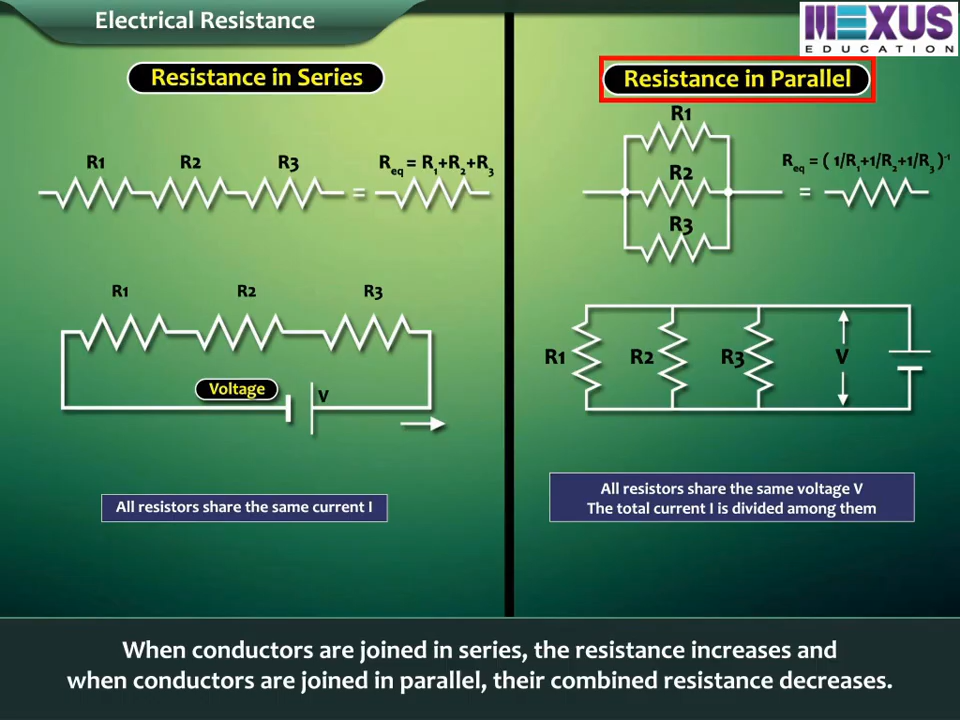 Electrical Resistance
MEXUS
EDUCATION
Resistance in Series
R1 R2 R3
Req = R1+R2+R3
=
R1 R2 R3
Voltage
V
All resistors share the same current I
Resistance in Parallel
R1
R2
R3
Req = ( 1/R1+1/R2+1/R3 )-1
=
R1 R2 R3 V
All resistors share the same voltage V
The total current I is divided among them
When conductors are joined in series, the resistance increases and
when conductors are joined in parallel, their combined resistance decreases.